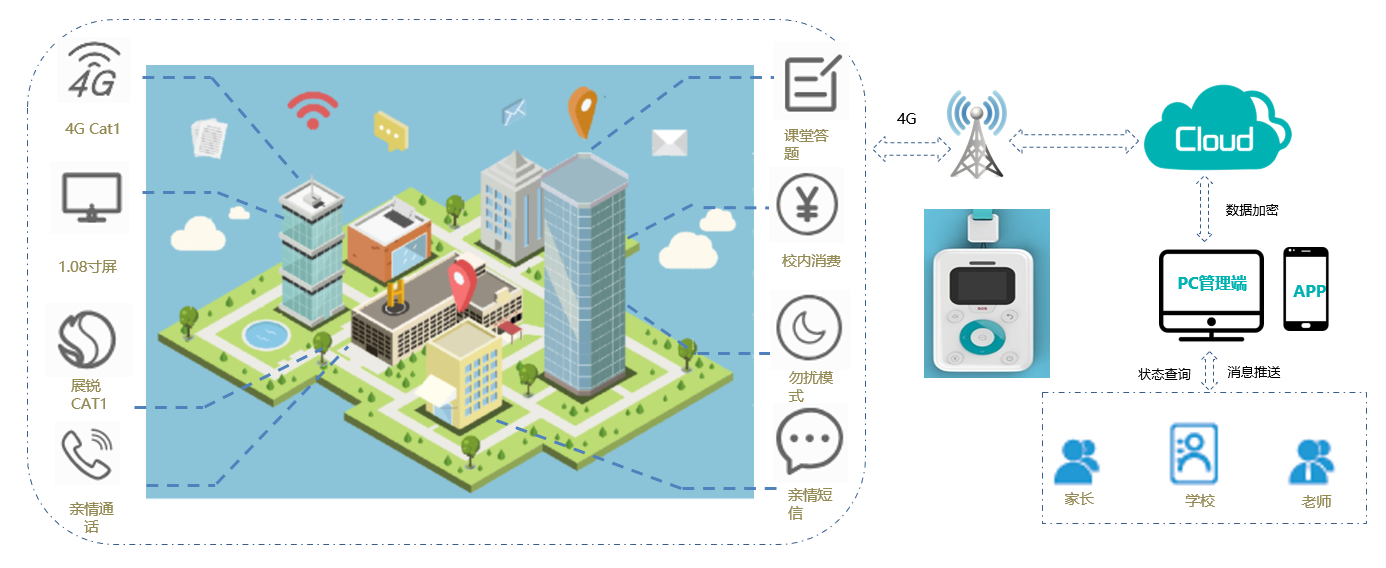 4G
4G Cat1
1.08寸屏
展锐
CAT1
亲情通
话
H
课堂答
题
¥
校内消费
勿扰模
式
亲情短
信
4G
Cloud
数据加密
PC管理端
APP
状态查询
消息推送
家长
学校
老师